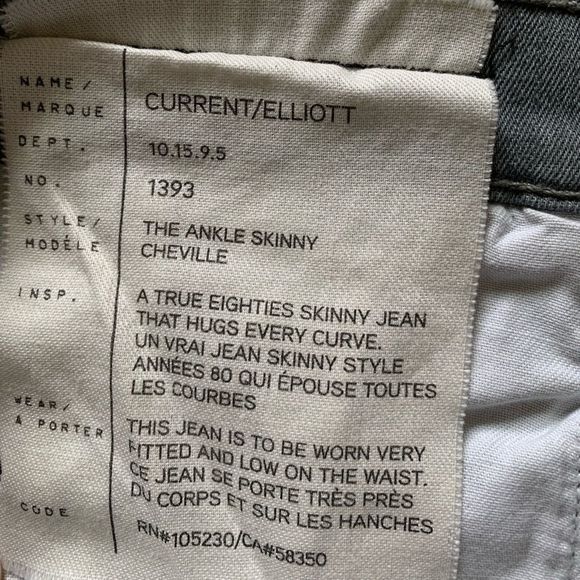 NAME/
MARQUE
CURRENT/ELLIOTT
DEPT.
10.15.9.5
NO.
1393
STYLE/
MODÈLE
THE ANKLE SKINNY
CHEVILLE
INSP.
A TRUE EIGHTIES SKINNY JEAN
THAT HUGS EVERY CURVE.
UN VRAI JEAN SKINNY STYLE
ANNÉES 80 QUI ÉPOUSE TOUTES
LES COURBES
WEAR/
A PORTER
THIS JEAN IS TO BE WORN VERY
FITTED AND LOW ON THE WAIST.
CE JEAN SE PORTE TRÈS PRÈS
DU CORPS ET SUR LES HANCHES
CODE
RN#105230/CA#58350